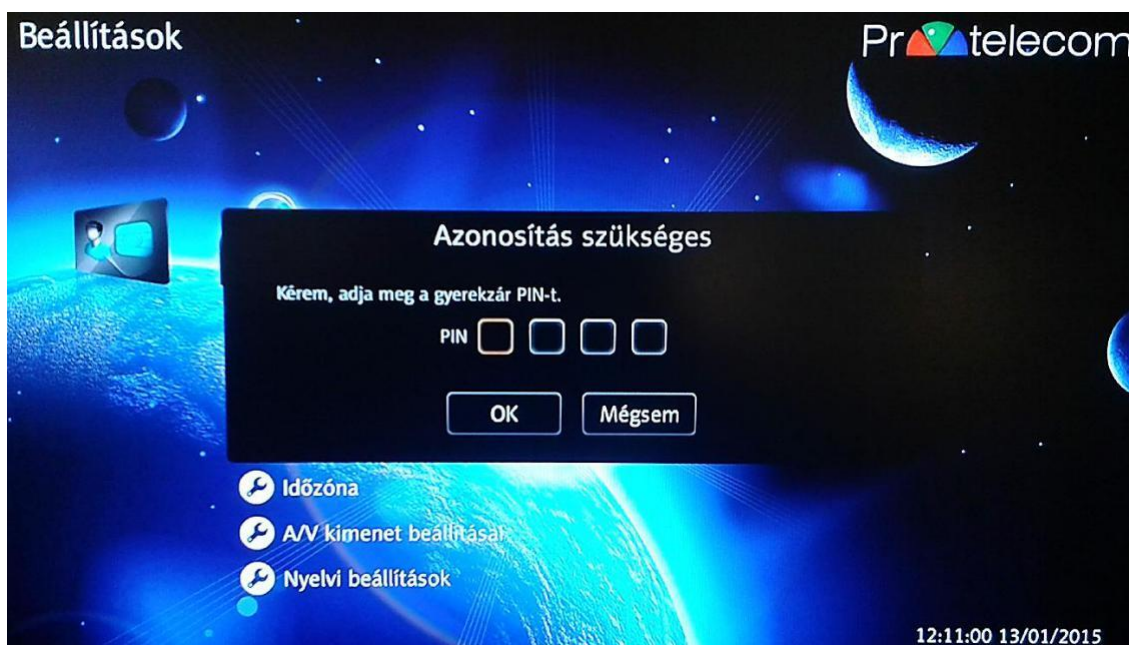 Beállítások
Pr telecom
Azonosítás szükséges
Kérem, adja meg a gyerekzár PIN-t.
PIN
OK
Mégsem
Időzóna
A/V kimenet beállításai
Nyelvi beállítások
12:11:00 13/01/2015